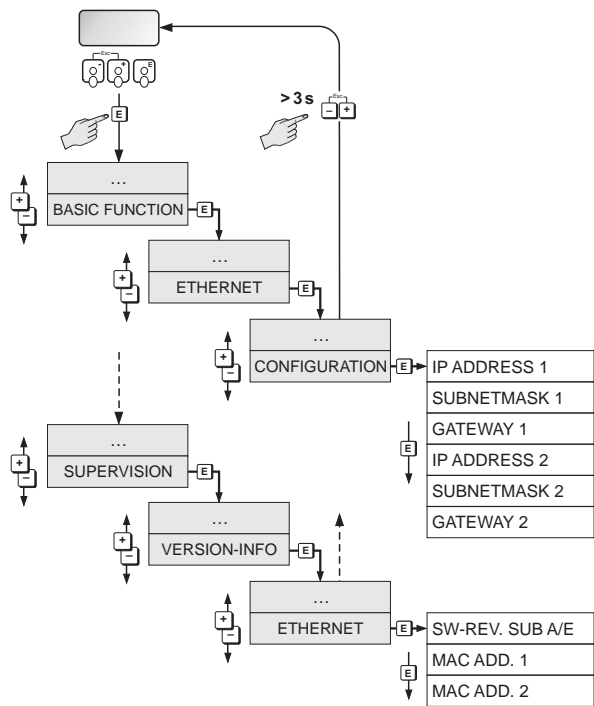 Esc
- + E
E
>3s
Esc
- +
…
BASIC FUNCTION
E
+
-
…
ETHERNET
E
+
-
…
CONFIGURATION
E
+
-
IP ADDRESS 1
SUBNETMASK 1
GATEWAY 1
IP ADDRESS 2
SUBNETMASK 2
GATEWAY 2
E
…
SUPERVISION
E
+
-
…
VERSION-INFO
E
+
-
…
ETHERNET
E
+
-
SW-REV. SUB A/E
MAC ADD. 1
MAC ADD. 2
E